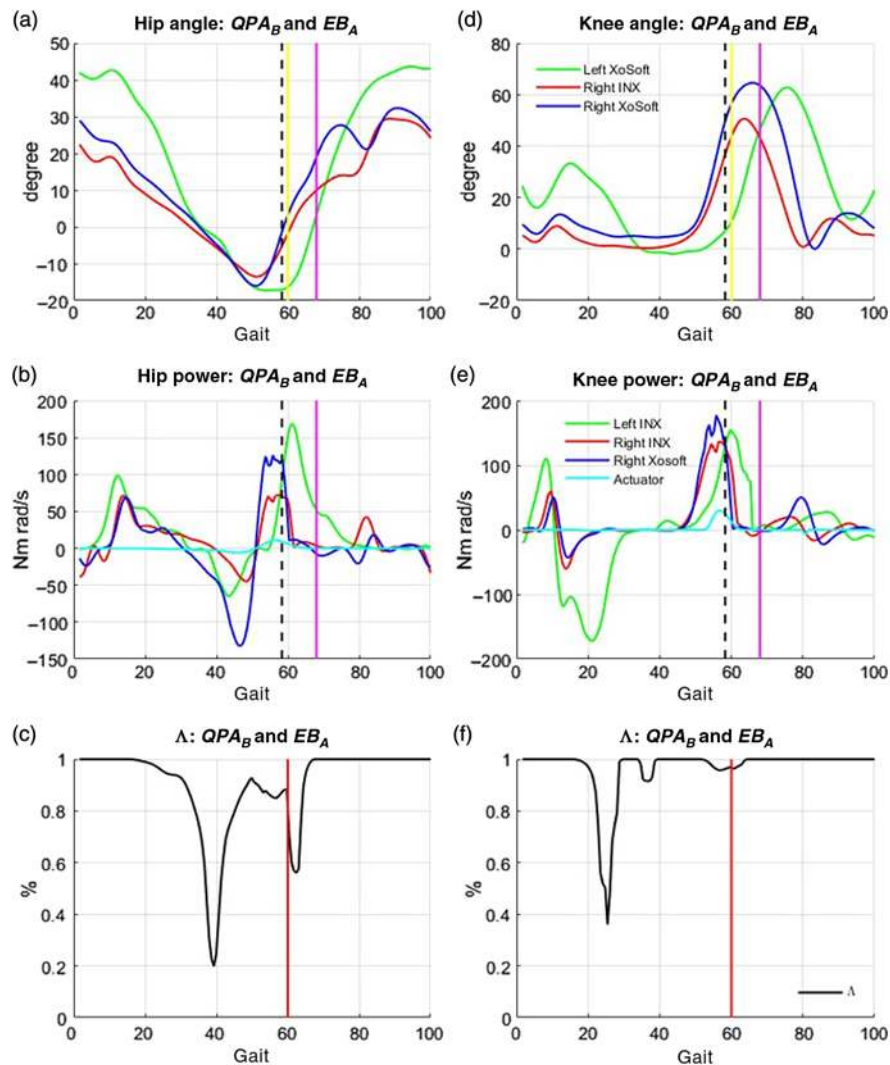 (a)
Hip angle: QPA_B and EB_A
degree
50
40
30
20
10
0
−10
−20
0 20 40 60 80 100
Gait
(d)
Knee angle: QPA_B and EB_A
degree
80
60
40
20
0
−20
Left XoSoft
Right INX
Right XoSoft
0 20 40 60 80 100
Gait
(b)
Hip power: QPA_B and EB_A
Nm rad/s
200
150
100
50
0
−50
−100
−150
0 20 40 60 80 100
Gait
(e)
Knee power: QPA_B and EB_A
Nm rad/s
200
100
0
−100
−200
Left INX
Right INX
Right Xosoft
Actuator
0 20 40 60 80 100
Gait
(c)
Λ: QPA_B and EB_A
%
1
0.8
0.6
0.4
0.2
0
0 20 40 60 80 100
Gait
(f)
Λ: QPA_B and EB_A
%
1
0.8
0.6
0.4
0.2
0
Λ
0 20 40 60 80 100
Gait